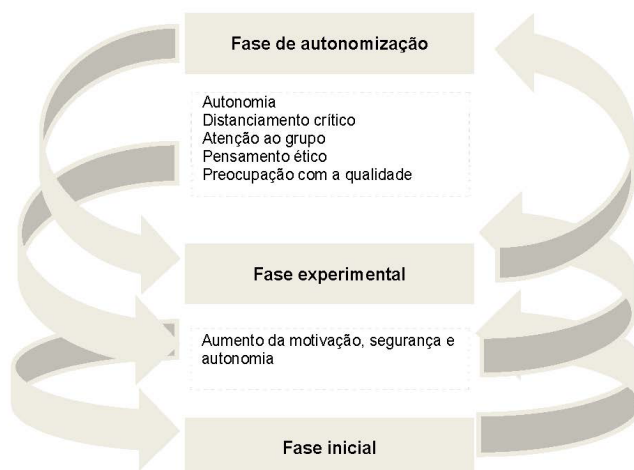 Fase de autonomização
Autonomia
Distanciamento crítico
Atenção ao grupo
Pensamento ético
Preocupação com a qualidade
Fase experimental
Aumento da motivação, segurança e
autonomia
Fase inicial